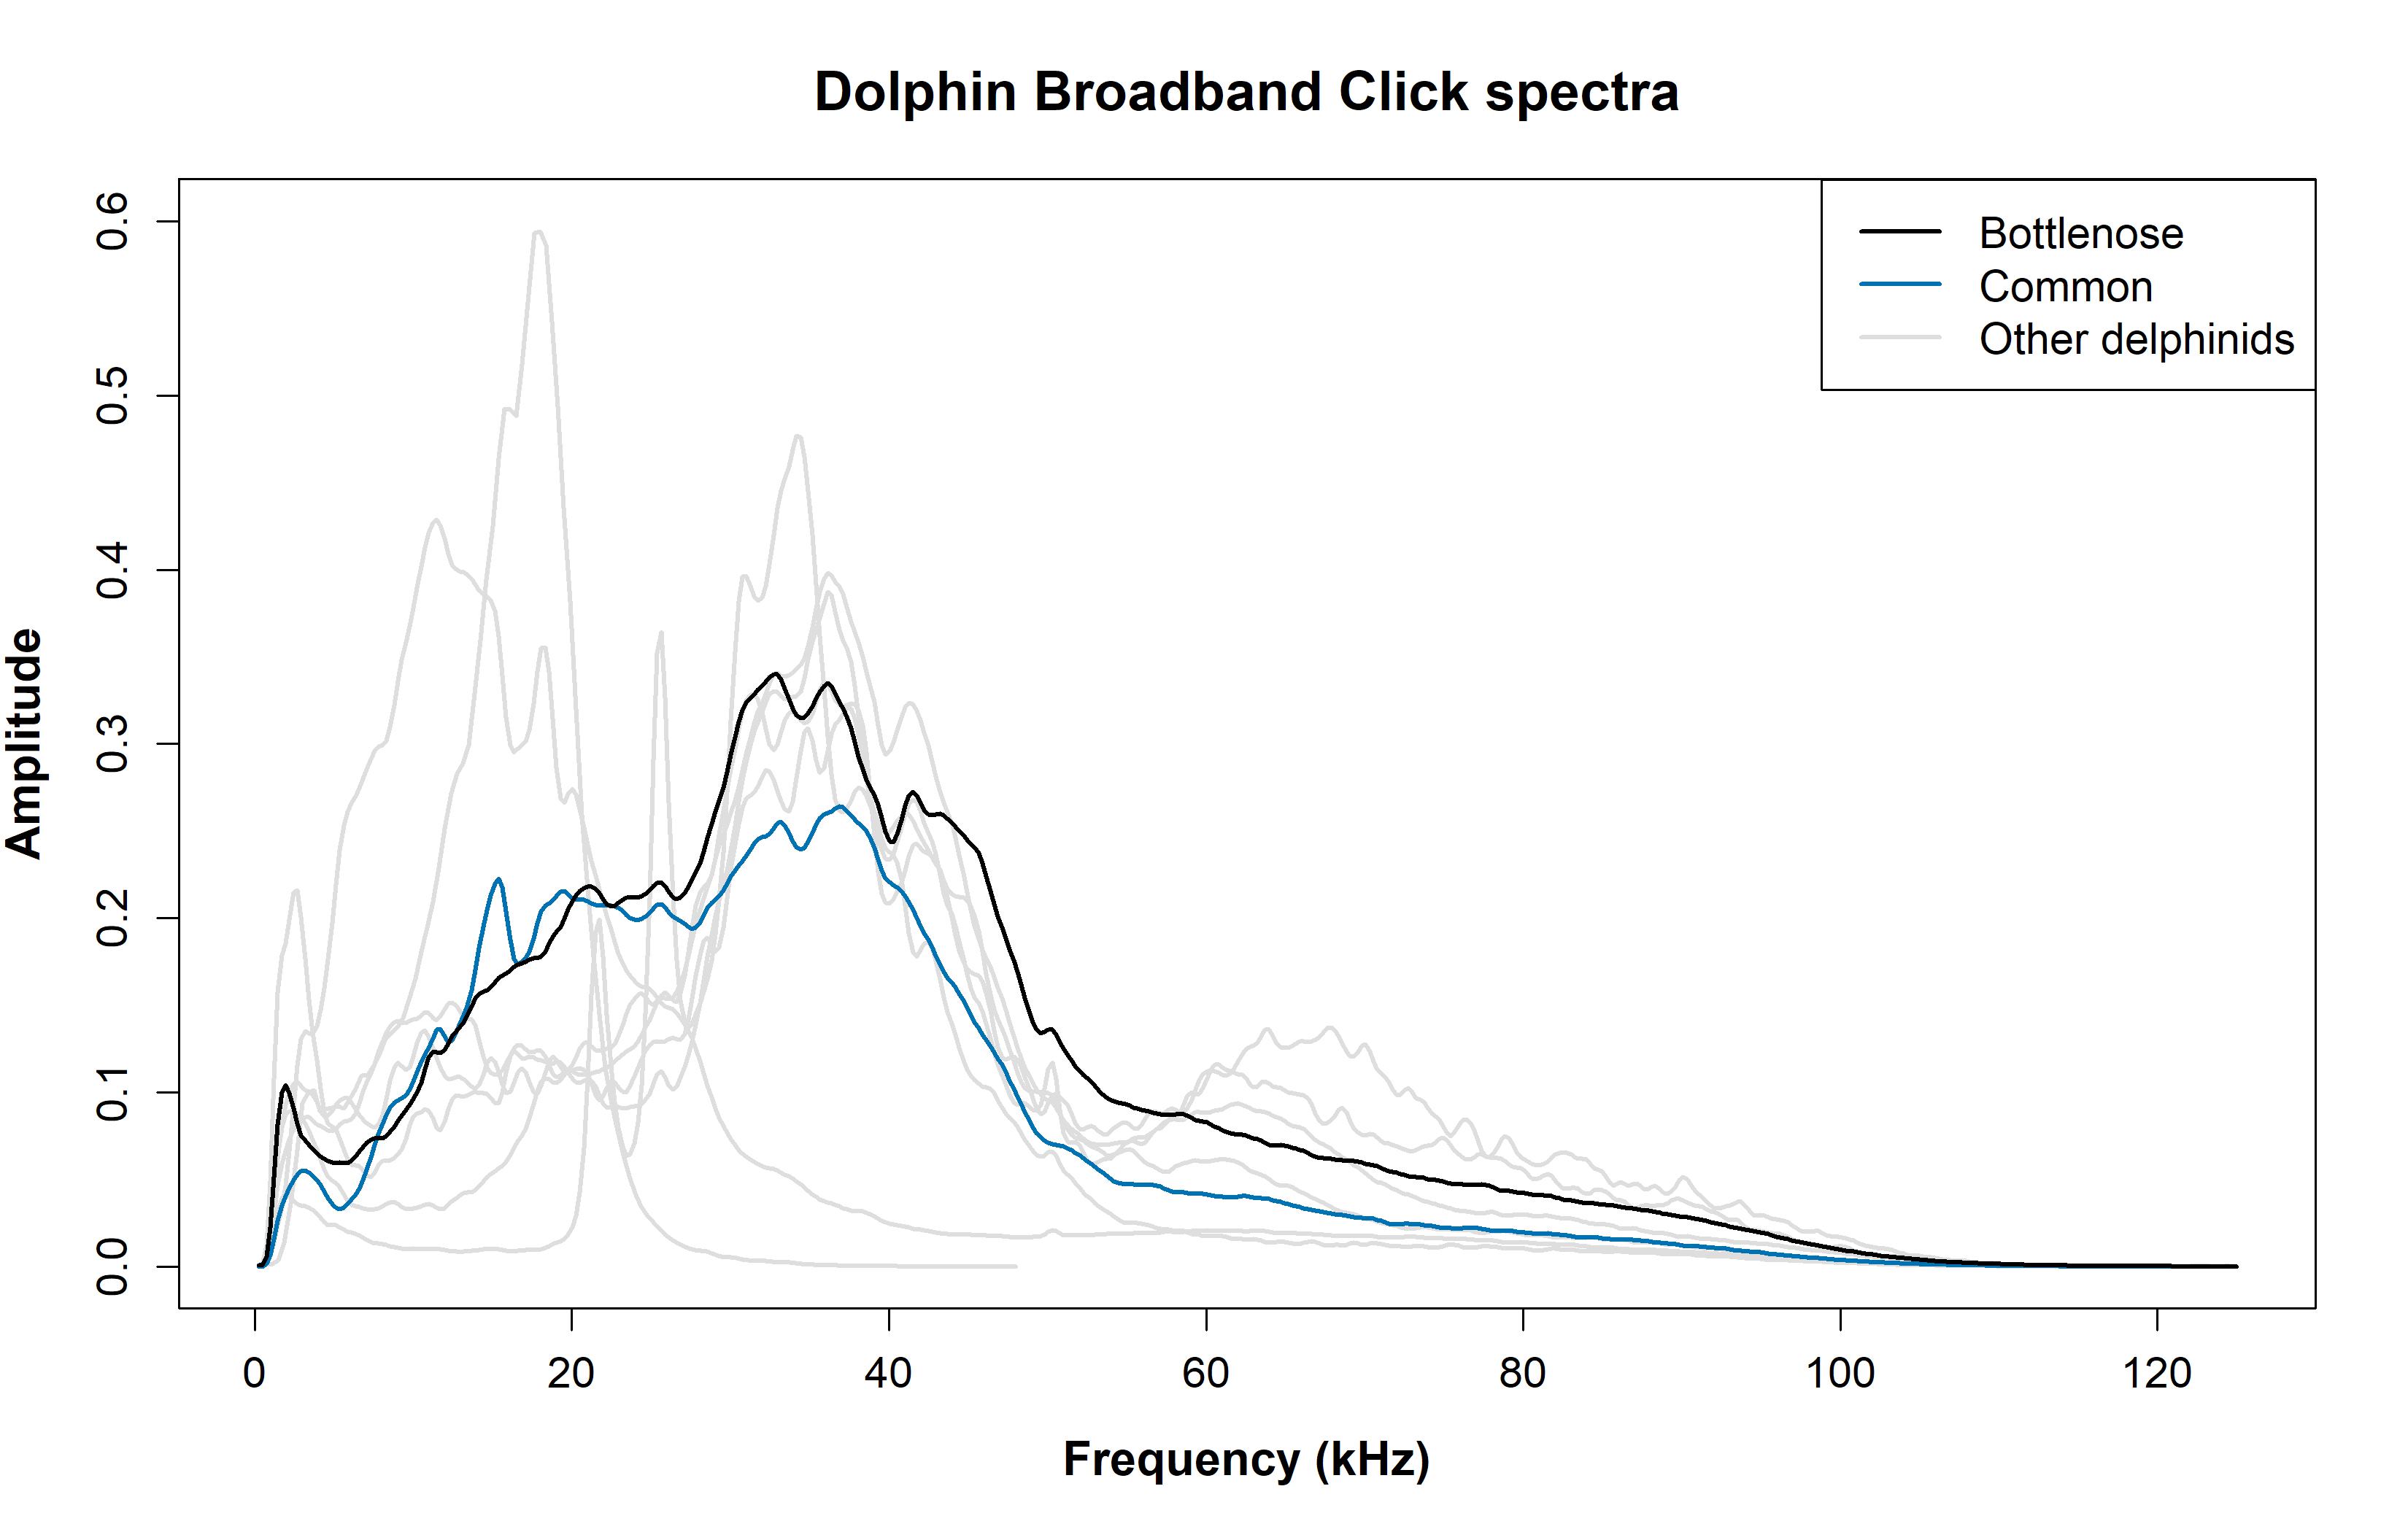 Dolphin Broadband Click spectra
Bottlenose
Common
Other delphinids
Amplitude
0.6
0.5
0.4
0.3
0.2
0.1
0.0
0 20 40 60 80 100 120
Frequency (kHz)